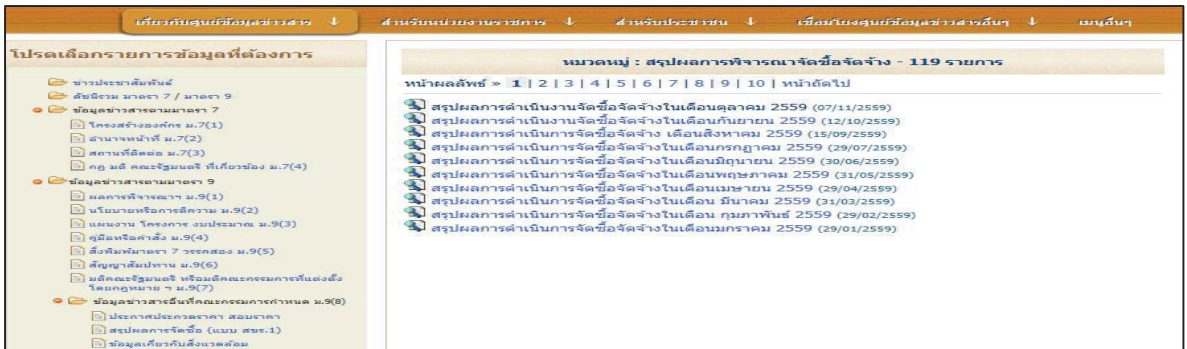 เกี่ยวกับศูนย์ข้อมูลข่าวสาร ↓ สำหรับหน่วยงานราชการ ↓ สำหรับประชาชน ↓ เชื่อมโยงศูนย์ข้อมูลข่าวสารอื่นๆ ↓ เมนูอื่นๆ
โปรดเลือกรายการข้อมูลที่ต้องการ
ข่าวประชาสัมพันธ์
ดัชนีรวม มาตรา 7 / มาตรา 9
ข้อมูลข่าวสารตามมาตรา 7
โครงสร้างองค์กร ม.7(1)
อำนาจหน้าที่ ม.7(2)
สถานที่ติดต่อ ม.7(3)
กฎ มติ คณะรัฐมนตรี ที่เกี่ยวข้อง ม.7(4)
ข้อมูลข่าวสารตามมาตรา 9
ผลการพิจารณาฯ ม.9(1)
นโยบายหรือการตีความ ม.9(2)
แผนงาน โครงการ งบประมาณ ม.9(3)
คู่มือหรือคำสั่ง ม.9(4)
สิ่งพิมพ์มาตรา 7 วรรคสอง ม.9(5)
สัญญาสัมปทาน ม.9(6)
มติคณะรัฐมนตรี หรือมติคณะกรรมการที่แต่งตั้ง
โดยกฎหมาย ฯ ม.9(7)
ข้อมูลข่าวสารอื่นที่คณะกรรมการกำหนด ม.9(8)
ประกาศประกวดราคา สอบราคา
สรุปผลการจัดซื้อ (แบบ สขร.1)
ข้อมูลเกี่ยวกับสิ่งแวดล้อม
หมวดหมู่ : สรุปผลการพิจารณาจัดซื้อจัดจ้าง - 119 รายการ
หน้าผลลัพธ์ » 1 | 2 | 3 | 4 | 5 | 6 | 7 | 8 | 9 | 10 | หน้าถัดไป
สรุปผลการดำเนินงานจัดซื้อจัดจ้างในเดือนตุลาคม 2559 (07/11/2559)
สรุปผลการดำเนินงานจัดซื้อจัดจ้างในเดือนกันยายน 2559 (12/10/2559)
สรุปผลการดำเนินการจัดซื้อจัดจ้าง เดือนสิงหาคม 2559 (15/09/2559)
สรุปผลการดำเนินการจัดซื้อจัดจ้างในเดือนกรกฎาคม 2559 (29/07/2559)
สรุปผลการดำเนินการจัดซื้อจัดจ้างในเดือนมิถุนายน 2559 (30/06/2559)
สรุปผลการดำเนินการจัดซื้อจัดจ้างในเดือนพฤษภาคม 2559 (31/05/2559)
สรุปผลการดำเนินการจัดซื้อจัดจ้างในเดือนเมษายน 2559 (29/04/2559)
สรุปผลการดำเนินการจัดซื้อจัดจ้างในเดือน มีนาคม 2559 (31/03/2559)
สรุปผลการดำเนินการจัดซื้อจัดจ้างในเดือน กุมภาพันธ์ 2559 (29/02/2559)
สรุปผลการดำเนินการจัดซื้อจัดจ้างในเดือนมกราคม 2559 (29/01/2559)